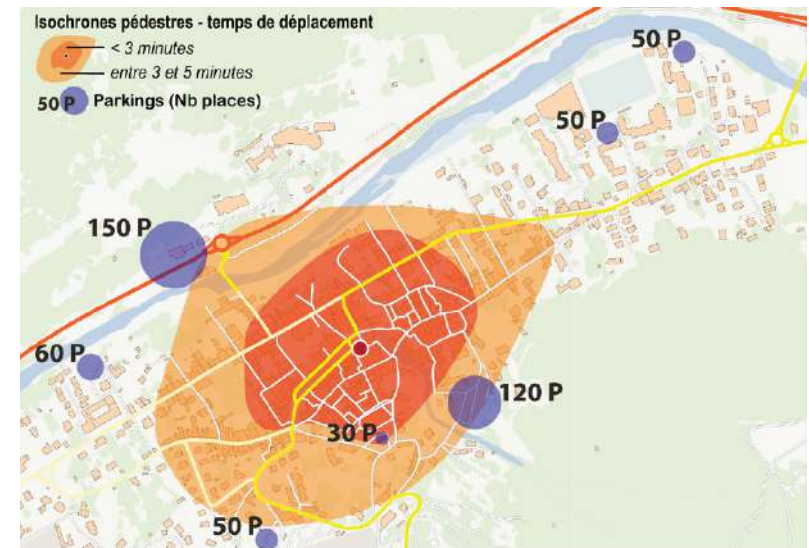 Isochrones pédestres - temps de déplacement
< 3 minutes
entre 3 et 5 minutes
50 P Parkings (Nb places)
50 P
50 P
150 P
60 P
120 P
30 P
50 P